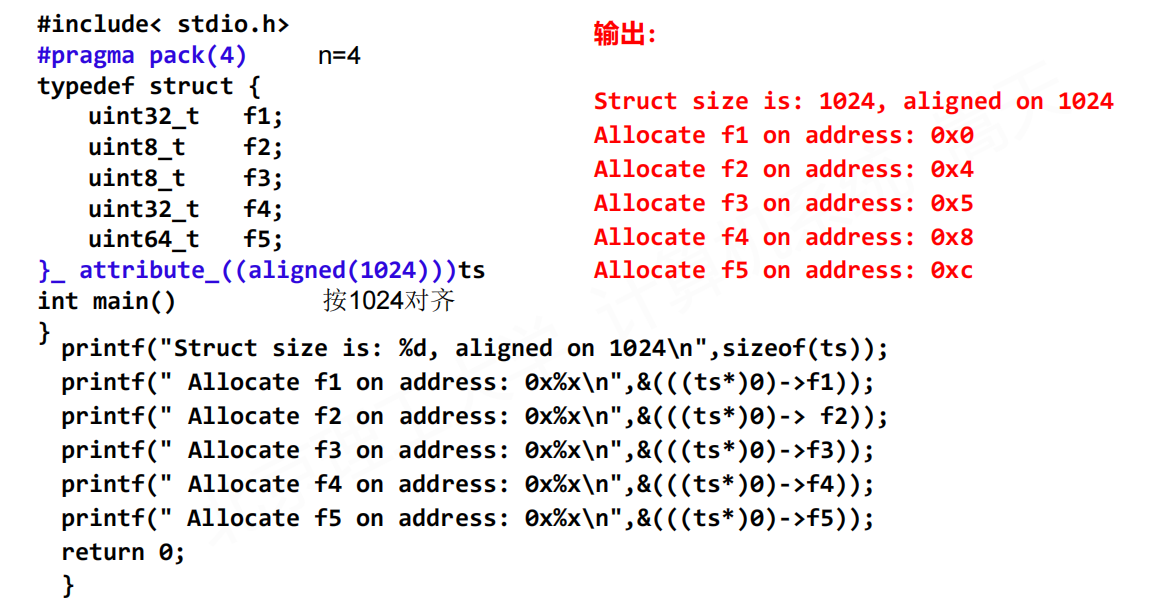 #include< stdio.h>
#pragma pack(4) n=4
typedef struct {
uint32_t f1;
uint8_t f2;
uint8_t f3;
uint32_t f4;
uint64_t f5;
}_ attribute_((aligned(1024)))ts
int main() 按1024对齐
}
printf("Struct size is: %d, aligned on 1024\n",sizeof(ts));
printf(" Allocate f1 on address: 0x%x\n",&(((ts*)0)->f1));
printf(" Allocate f2 on address: 0x%x\n",&(((ts*)0)-> f2));
printf(" Allocate f3 on address: 0x%x\n",&(((ts*)0)->f3));
printf(" Allocate f4 on address: 0x%x\n",&(((ts*)0)->f4));
printf(" Allocate f5 on address: 0x%x\n",&(((ts*)0)->f5));
return 0;
}
输出:
Struct size is: 1024, aligned on 1024
Allocate f1 on address: 0x0
Allocate f2 on address: 0x4
Allocate f3 on address: 0x5
Allocate f4 on address: 0x8
Allocate f5 on address: 0xc